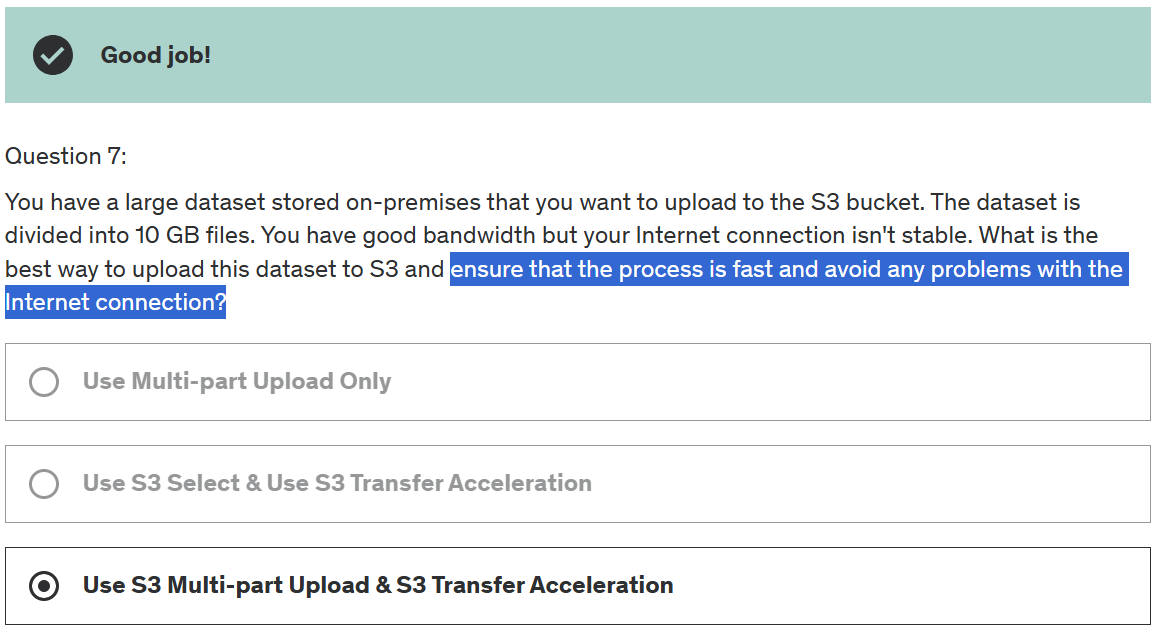 Good job!
Question 7:
You have a large dataset stored on-premises that you want to upload to the S3 bucket. The dataset is
divided into 10 GB files. You have good bandwidth but your Internet connection isn't stable. What is the
best way to upload this dataset to S3 and ensure that the process is fast and avoid any problems with the
Internet connection?
Use Multi-part Upload Only
Use S3 Select & Use S3 Transfer Acceleration
Use S3 Multi-part Upload & S3 Transfer Acceleration